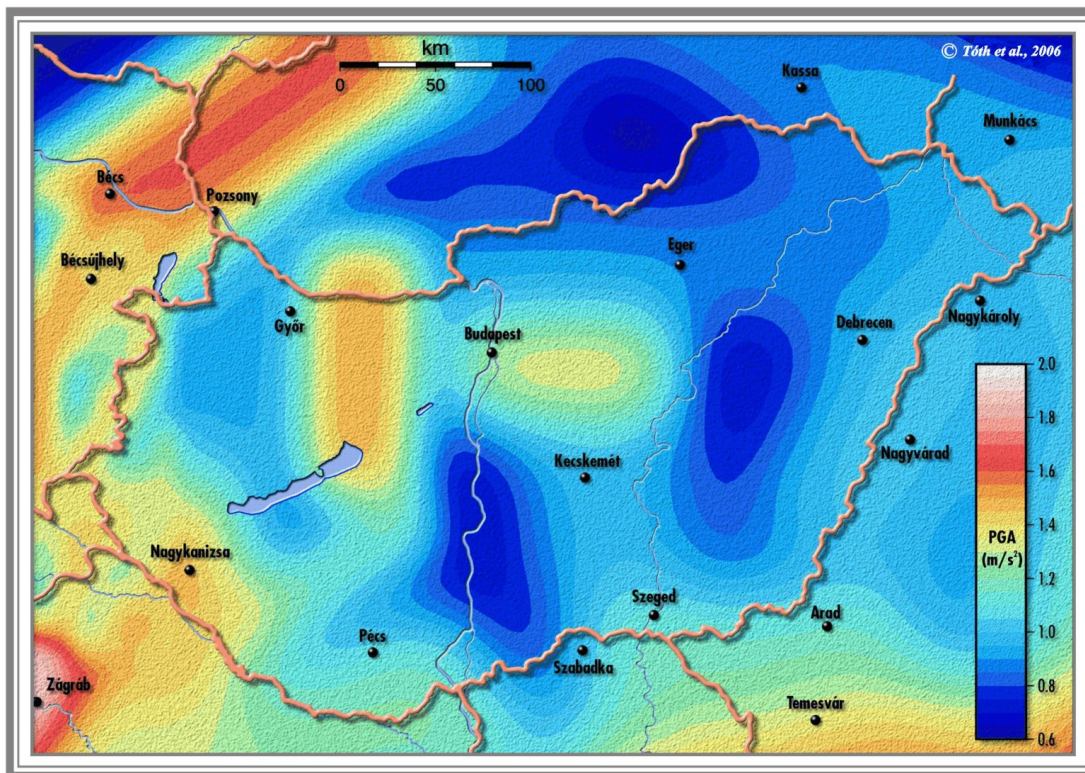 © Tóth et al., 2006
km
0 50 100
Kassa
Munkács
Bécs
Pozsony
Bécsújhely
Eger
Győr
Budapest
Debrecen
Nagykároly
Kecskemét
Nagyvárad
Nagykanizsa
Szeged
Arad
Pécs
Szabadka
Zágráb
Temesvár
2.0
1.8
1.6
1.4
PGA
(m/s²)
1.2
1.0
0.8
0.6